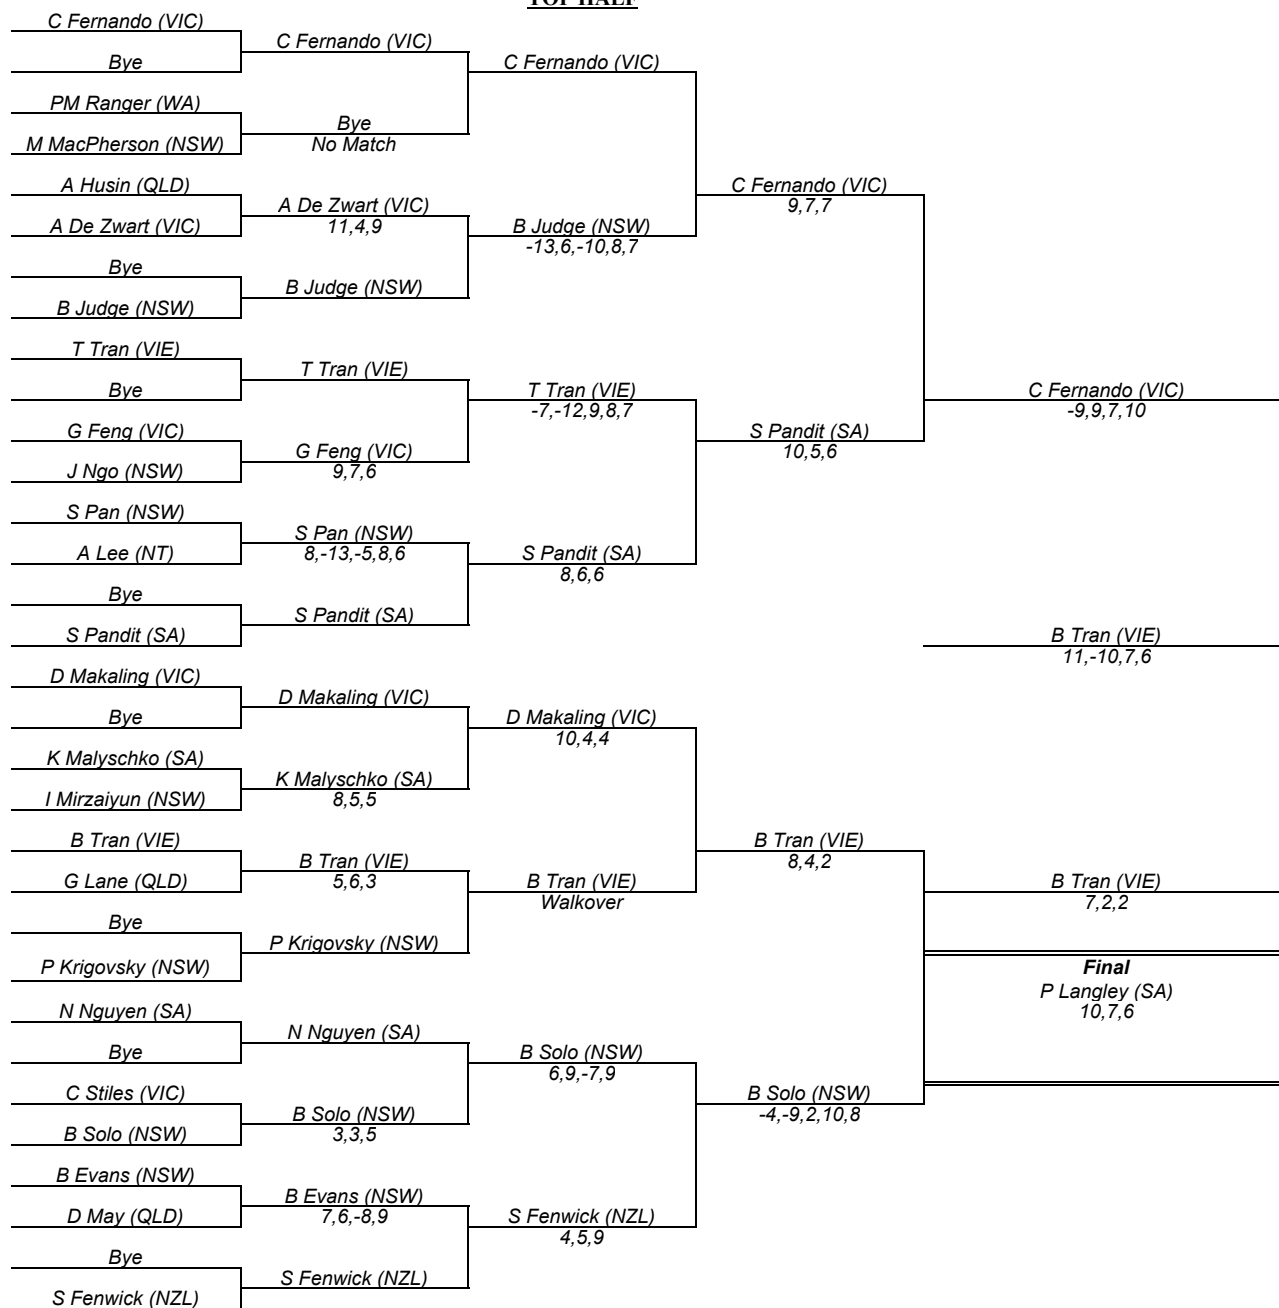 TOP HALF
C Fernando (VIC)
C Fernando (VIC)
Bye
C Fernando (VIC)
PM Ranger (WA)
Bye
M MacPherson (NSW)
No Match
A Husin (QLD)
C Fernando (VIC)
9,7,7
A De Zwart (VIC)
A De Zwart (VIC)
11,4,9
B Judge (NSW)
-13,6,-10,8,7
Bye
B Judge (NSW)
B Judge (NSW)
T Tran (VIE)
T Tran (VIE)
Bye
T Tran (VIE)
-7,-12,9,8,7
C Fernando (VIC)
-9,9,7,10
G Feng (VIC)
S Pandit (SA)
10,5,6
G Feng (VIC)
9,7,6
J Ngo (NSW)
S Pan (NSW)
S Pan (NSW)
8,-13,-5,8,6
A Lee (NT)
S Pandit (SA)
8,6,6
Bye
S Pandit (SA)
S Pandit (SA)
B Tran (VIE)
11,-10,7,6
D Makaling (VIC)
D Makaling (VIC)
Bye
D Makaling (VIC)
10,4,4
K Malyschko (SA)
K Malyschko (SA)
8,5,5
I Mirzaiyun (NSW)
B Tran (VIE)
B Tran (VIE)
8,4,2
B Tran (VIE)
5,6,3
G Lane (QLD)
B Tran (VIE)
Walkover
B Tran (VIE)
7,2,2
Bye
P Krigovsky (NSW)
P Krigovsky (NSW)
Final
P Langley (SA)
10,7,6
N Nguyen (SA)
N Nguyen (SA)
Bye
B Solo (NSW)
6,9,-7,9
C Stiles (VIC)
B Solo (NSW)
-4,-9,2,10,8
B Solo (NSW)
3,3,5
B Solo (NSW)
B Evans (NSW)
B Evans (NSW)
7,6,-8,9
D May (QLD)
S Fenwick (NZL)
4,5,9
Bye
S Fenwick (NZL)
S Fenwick (NZL)